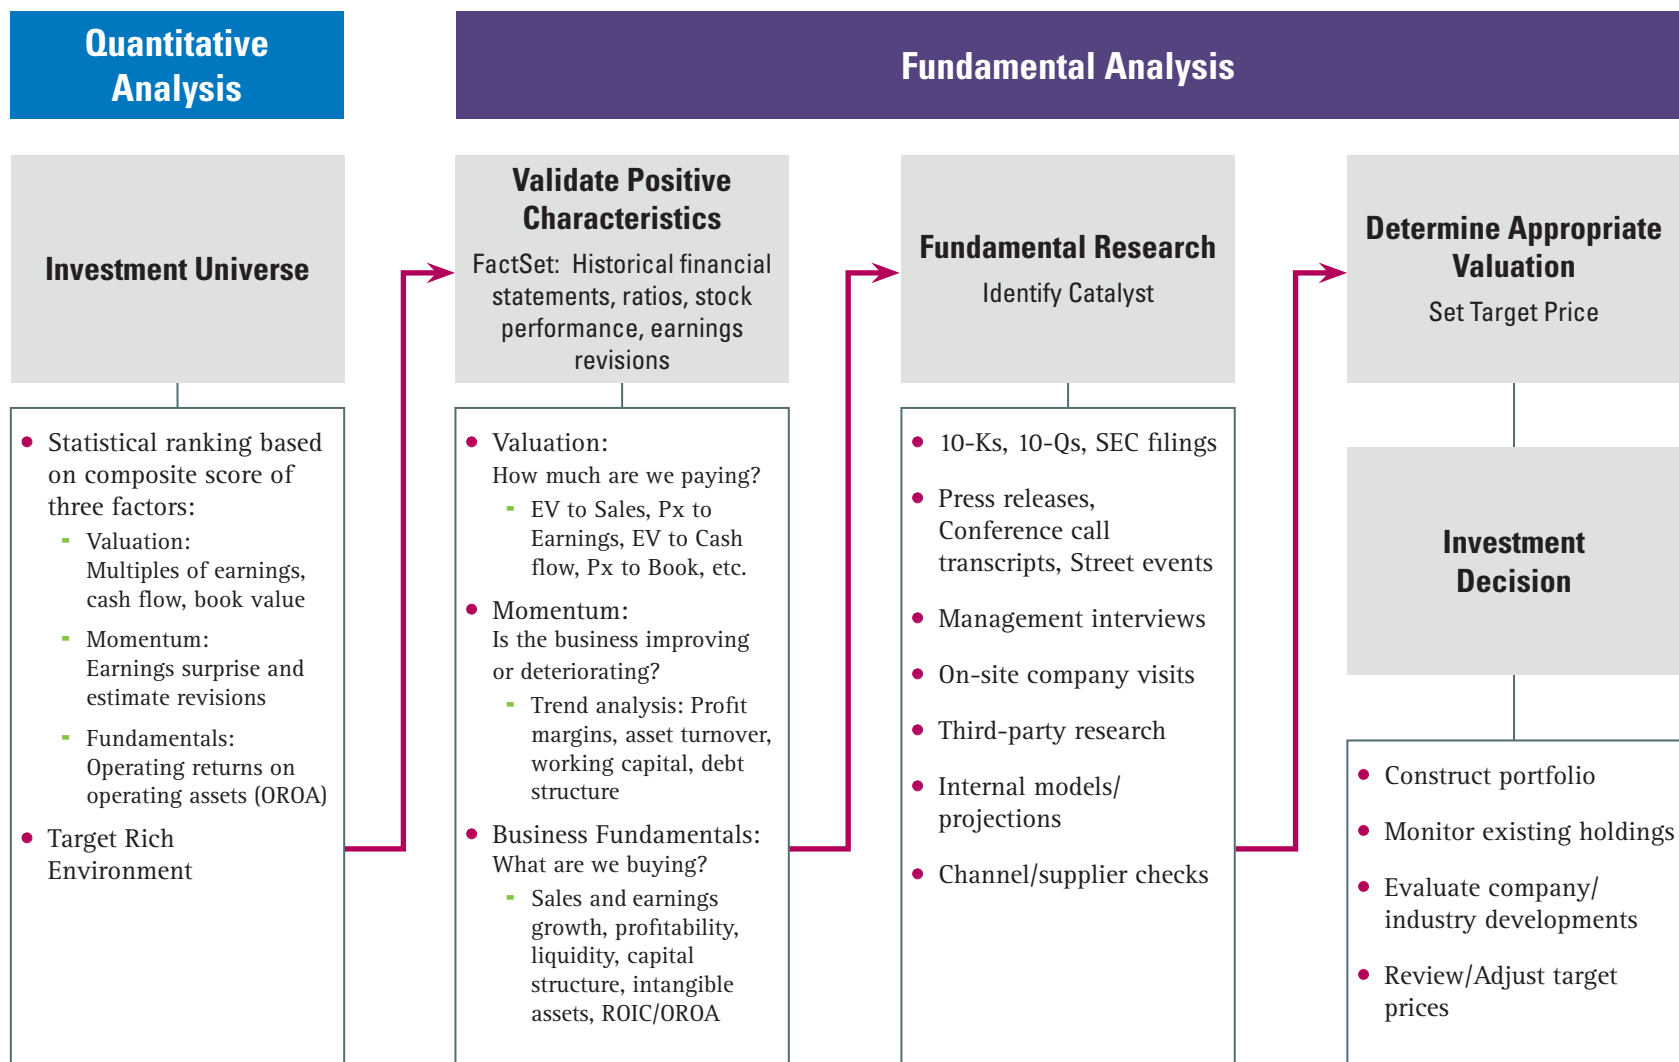 Quantitative
Analysis
Fundamental Analysis
Investment Universe
• Statistical ranking based
on composite score of
three factors:
- Valuation:
Multiples of earnings,
cash flow, book value
- Momentum:
Earnings surprise and
estimate revisions
- Fundamentals:
Operating returns on
operating assets (OROA)
• Target Rich
Environment
Validate Positive
Characteristics
FactSet: Historical financial
statements, ratios, stock
performance, earnings
revisions
• Valuation:
How much are we paying?
- EV to Sales, Px to
Earnings, EV to Cash
flow, Px to Book, etc.
• Momentum:
Is the business improving
or deteriorating?
- Trend analysis: Profit
margins, asset turnover,
working capital, debt
structure
• Business Fundamentals:
What are we buying?
- Sales and earnings
growth, profitability,
liquidity, capital
structure, intangible
assets, ROIC/OROA
Fundamental Research
Identify Catalyst
• 10-Ks, 10-Qs, SEC filings
• Press releases,
Conference call
transcripts, Street events
• Management interviews
• On-site company visits
• Third-party research
• Internal models/
projections
• Channel/supplier checks
Determine Appropriate
Valuation
Set Target Price
Investment
Decision
• Construct portfolio
• Monitor existing holdings
• Evaluate company/
industry developments
• Review/Adjust target
prices